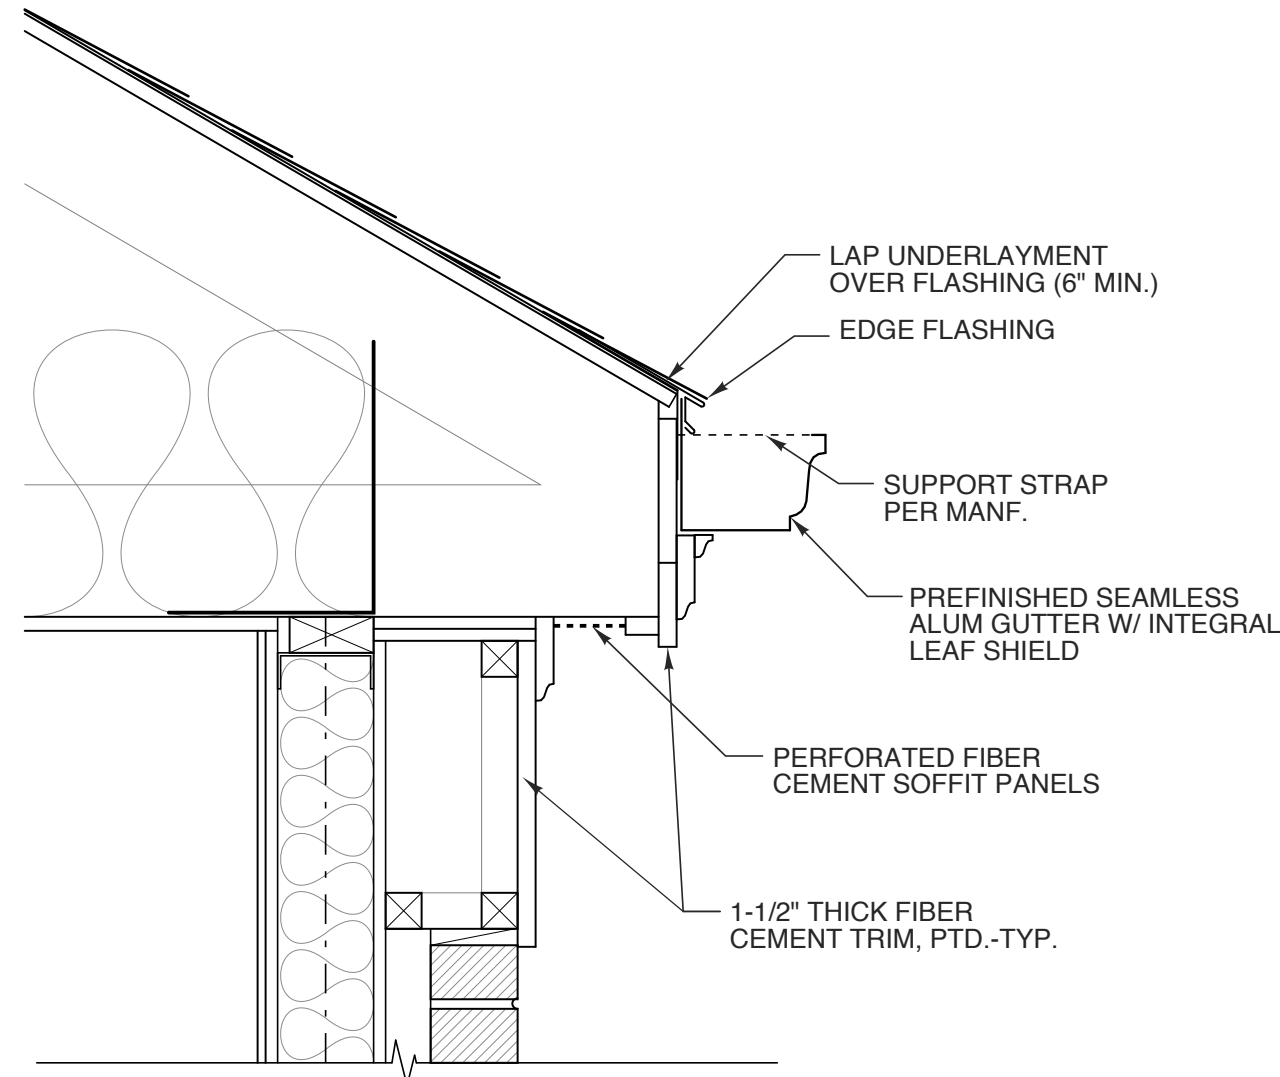 LAP UNDERLAYMENT
OVER FLASHING (6" MIN.)
EDGE FLASHING
SUPPORT STRAP
PER MANF.
PREFINISHED SEAMLESS
ALUM GUTTER W/ INTEGRAL
LEAF SHIELD
PERFORATED FIBER
CEMENT SOFFIT PANELS
1-1/2" THICK FIBER
CEMENT TRIM, PTD.-TYP.